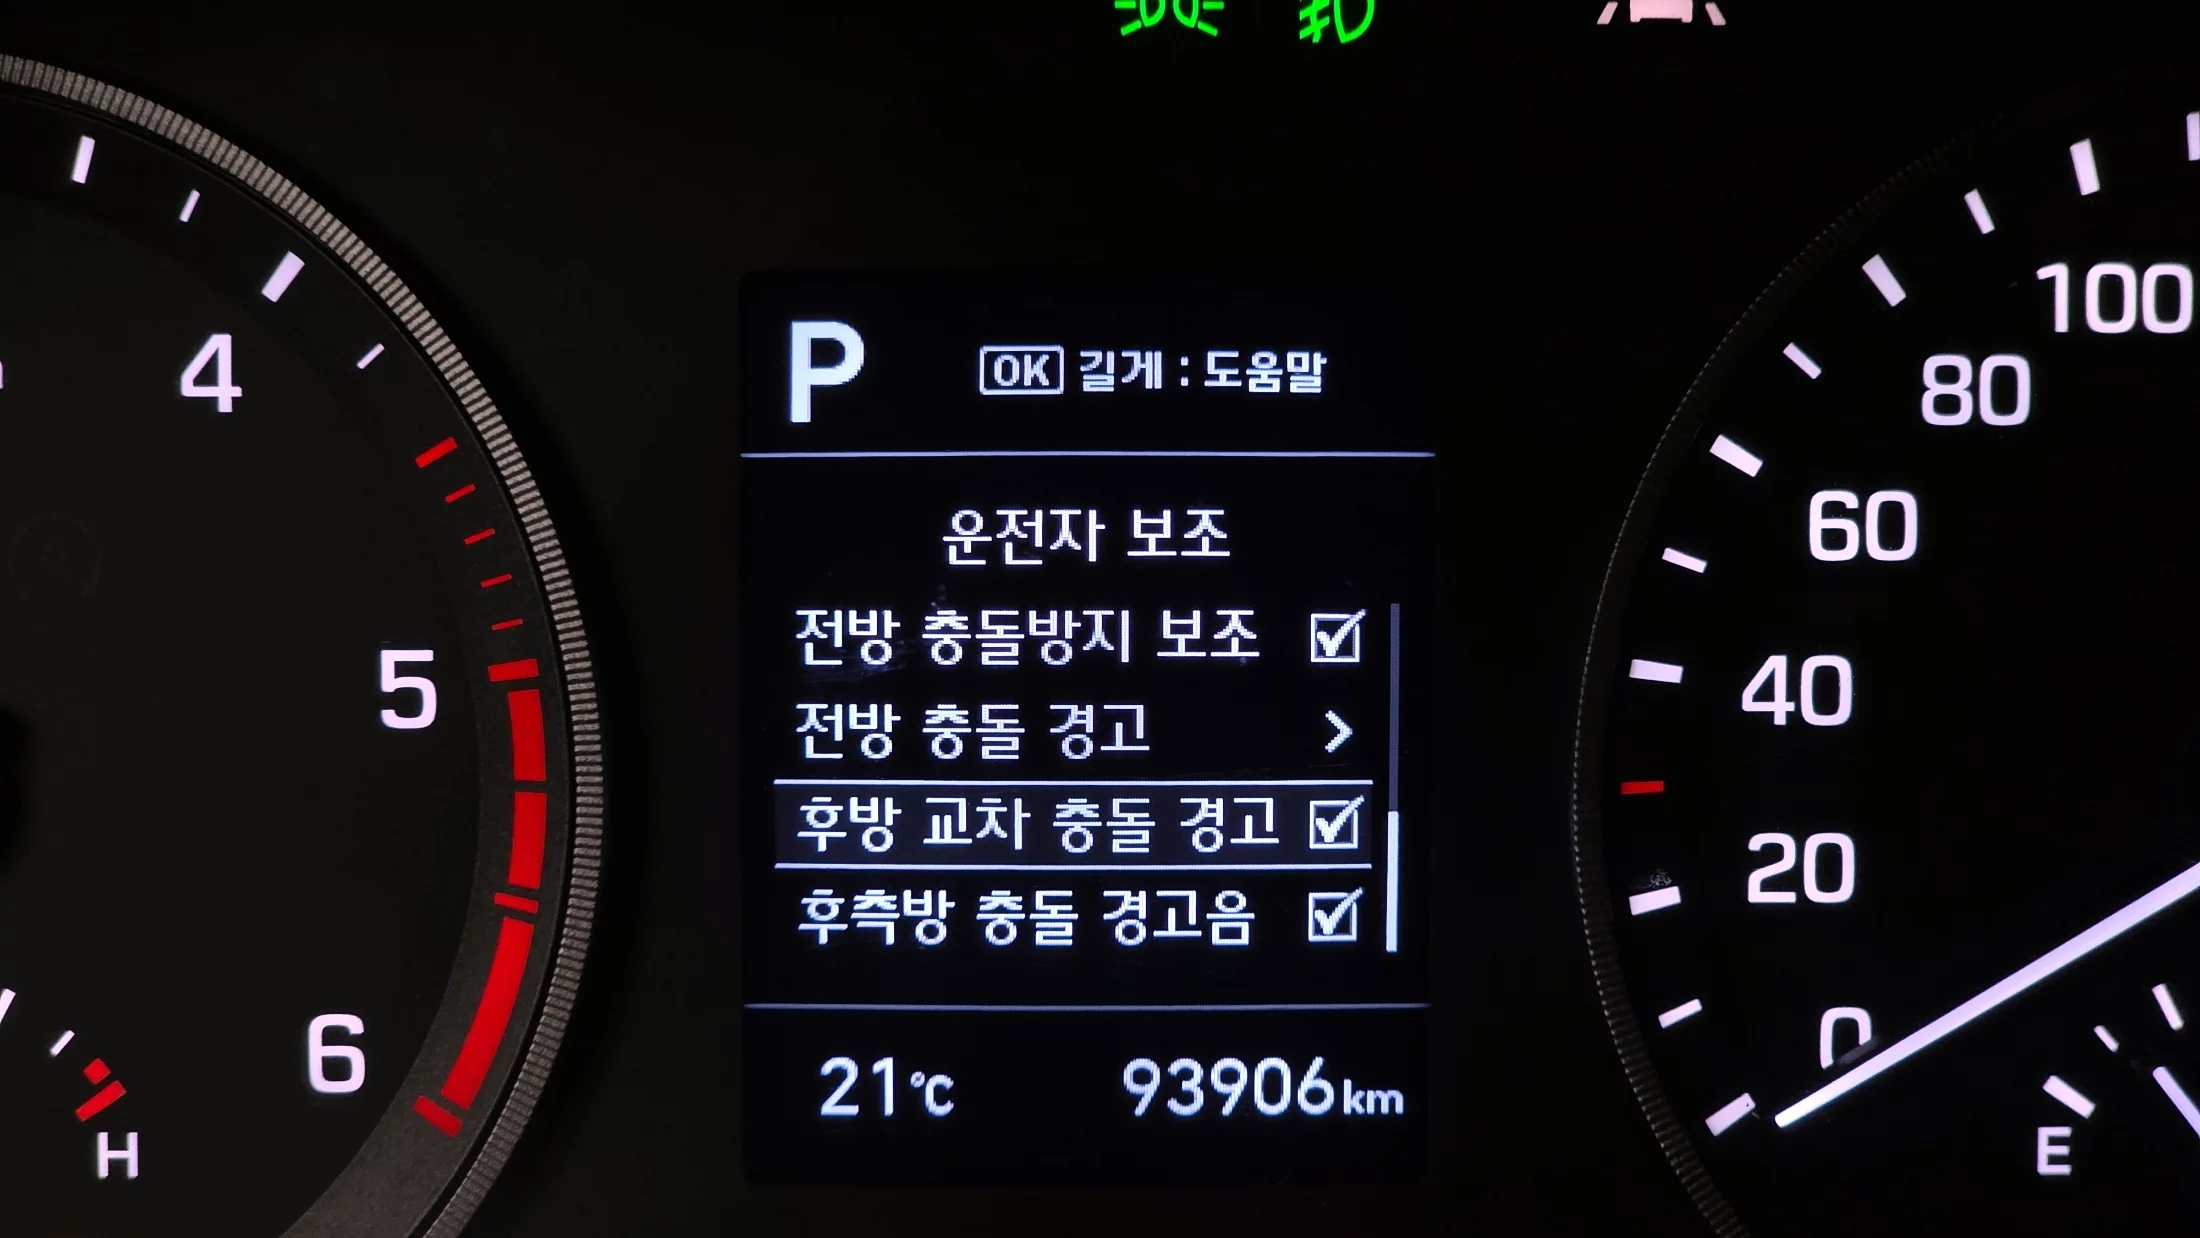 P
OK 길게 : 도움말
운전자 보조
전방 충돌방지 보조
전방 충돌 경고
후방 교차 충돌 경고
후측방 충돌 경고음
21°C 93906km
4
5
6
H
100
80
60
40
20
0
E